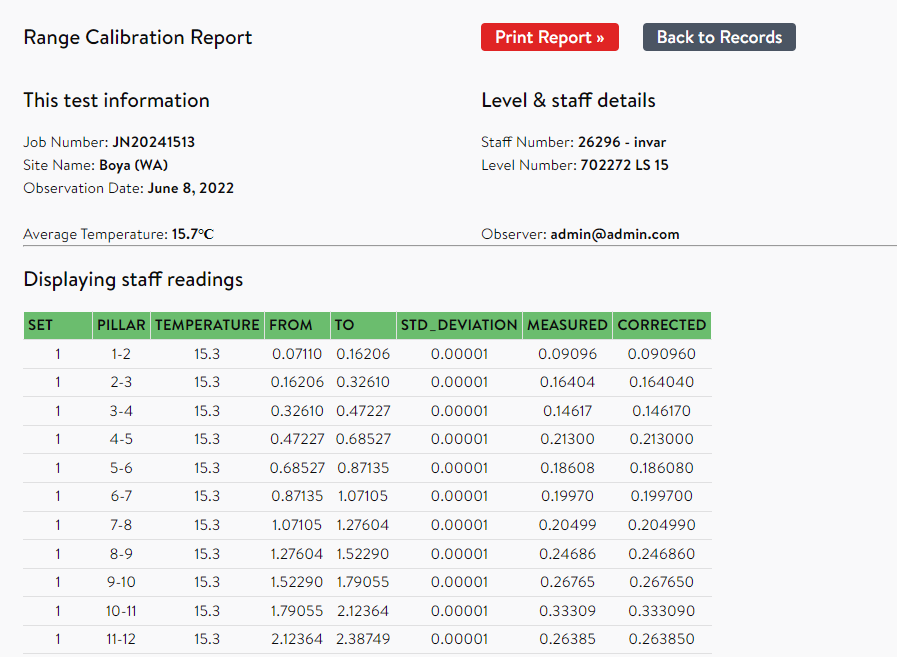 Range Calibration Report
Print Report »
Back to Records
This test information
Level & staff details
Job Number: JN20241513
Staff Number: 26296 - invar
Site Name: Boya (WA)
Level Number: 702272 LS 15
Observation Date: June 8, 2022
Average Temperature: 15.7°C
Observer: admin@admin.com
Displaying staff readings
SET PILLAR TEMPERATURE FROM TO STD_DEVIATION MEASURED CORRECTED
1 1-2 15.3 0.07110 0.16206 0.00001 0.09096 0.090960
1 2-3 15.3 0.16206 0.32610 0.00001 0.16404 0.164040
1 3-4 15.3 0.32610 0.47227 0.00001 0.14617 0.146170
1 4-5 15.3 0.47227 0.68527 0.00001 0.21300 0.213000
1 5-6 15.3 0.68527 0.87135 0.00001 0.18608 0.186080
1 6-7 15.3 0.87135 1.07105 0.00001 0.19970 0.199700
1 7-8 15.3 1.07105 1.27604 0.00001 0.20499 0.204990
1 8-9 15.3 1.27604 1.52290 0.00001 0.24686 0.246860
1 9-10 15.3 1.52290 1.79055 0.00001 0.26765 0.267650
1 10-11 15.3 1.79055 2.12364 0.00001 0.33309 0.333090
1 11-12 15.3 2.12364 2.38749 0.00001 0.26385 0.263850